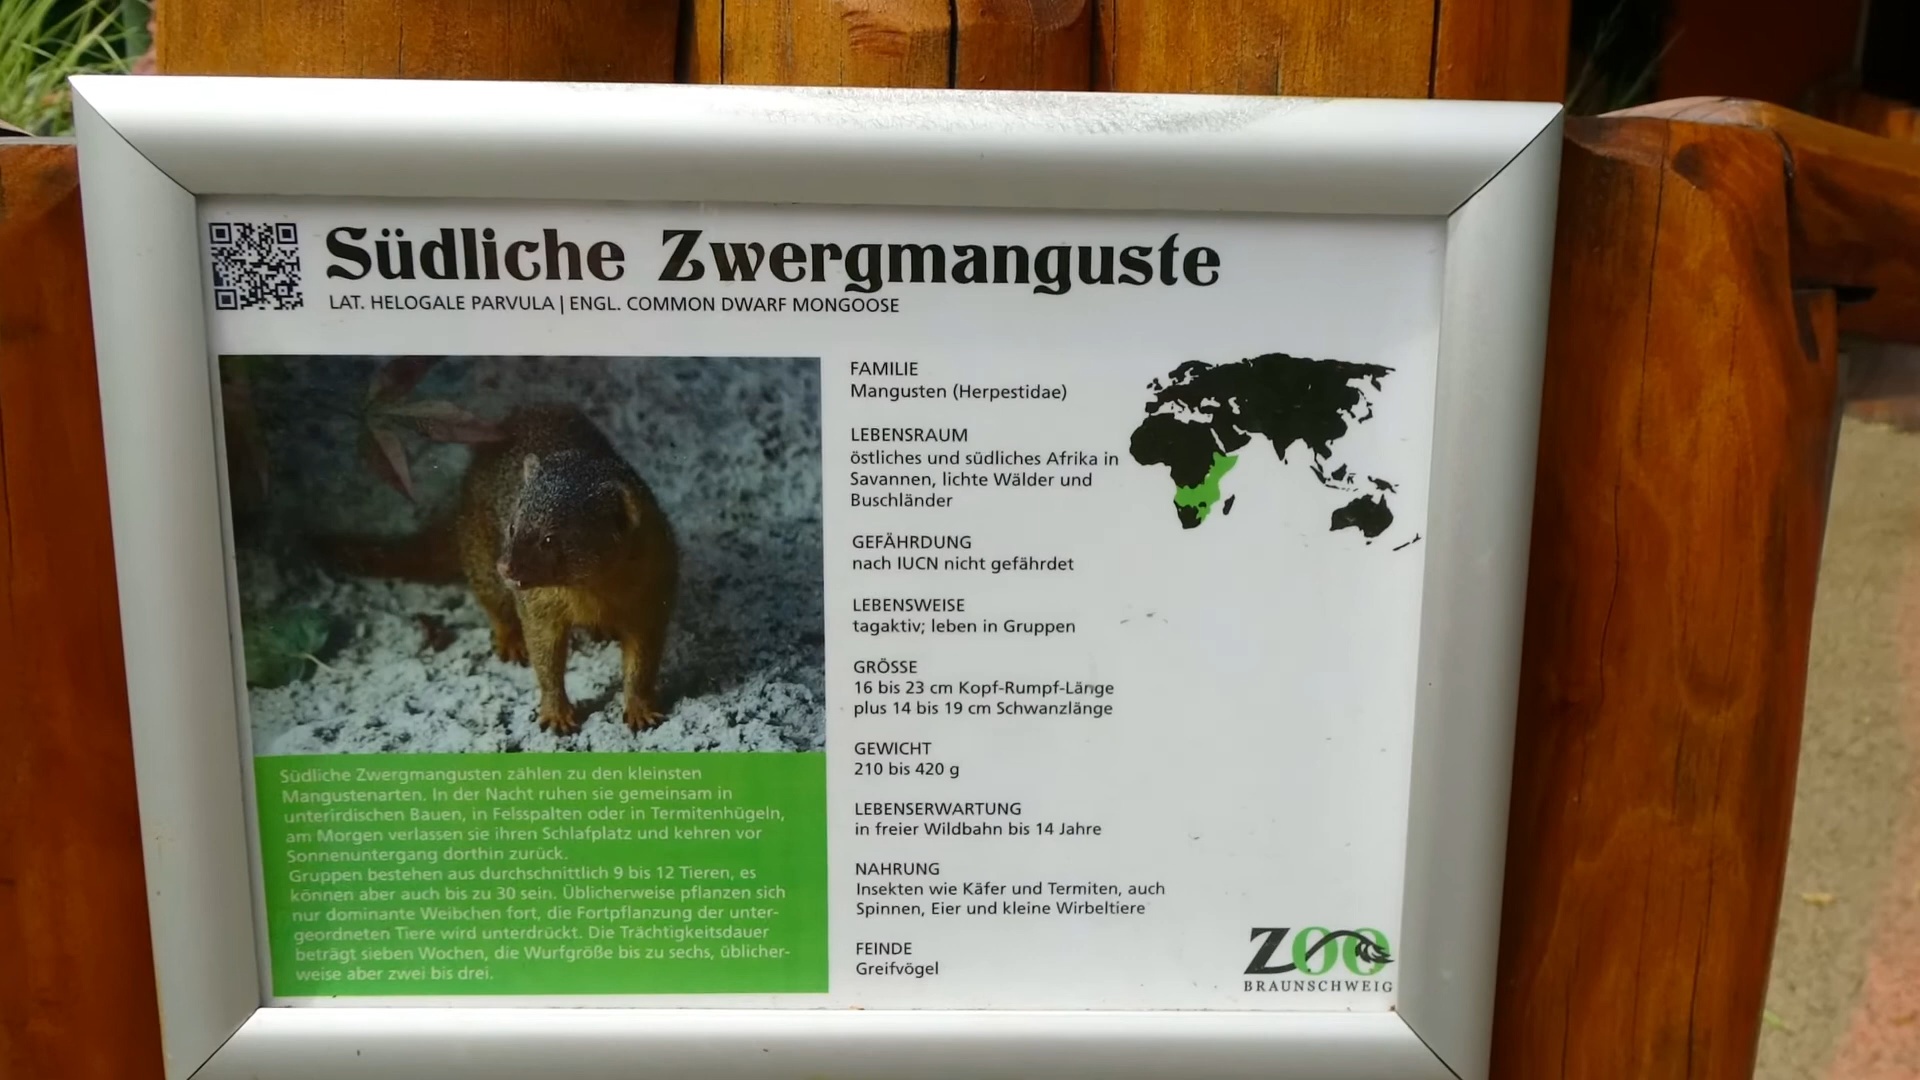 Südliche Zwergmanguste
LAT. HELOGALE PARVULA | ENGL. COMMON DWARF MONGOOSE
FAMILIE
Mangusten (Herpestidae)
LEBENSRAUM
östliches und südliches Afrika in
Savannen, lichte Wälder und
Buschländer
GEFÄHRDUNG
nach IUCN nicht gefährdet
LEBENSWEISE
tagaktiv; leben in Gruppen
GRÖSSE
16 bis 23 cm Kopf-Rumpf-Länge
plus 14 bis 19 cm Schwanzlänge
GEWICHT
210 bis 420 g
LEBENSERWARTUNG
in freier Wildbahn bis 14 Jahre
NAHRUNG
Insekten wie Käfer und Termiten, auch
Spinnen, Eier und kleine Wirbeltiere
FEINDE
Greifvögel
Südliche Zwergmangusten zählen zu den kleinsten
Mangustenarten. In der Nacht ruhen sie gemeinsam in
unterirdischen Bauen, in Felsspalten oder in Termitenhügeln,
am Morgen verlassen sie ihren Schlafplatz und kehren vor
Sonnenuntergang dorthin zurück.
Gruppen bestehen aus durchschnittlich 9 bis 12 Tieren, es
können aber auch bis zu 30 sein. Üblicherweise pflanzen sich
nur dominante Weibchen fort, die Fortpflanzung der unter-
geordneten Tiere wird unterdrückt. Die Trächtigkeitsdauer
beträgt sieben Wochen, die Wurfgröße bis zu sechs, üblicher-
weise aber zwei bis drei.
ZOO
BRAUNSCHWEIG